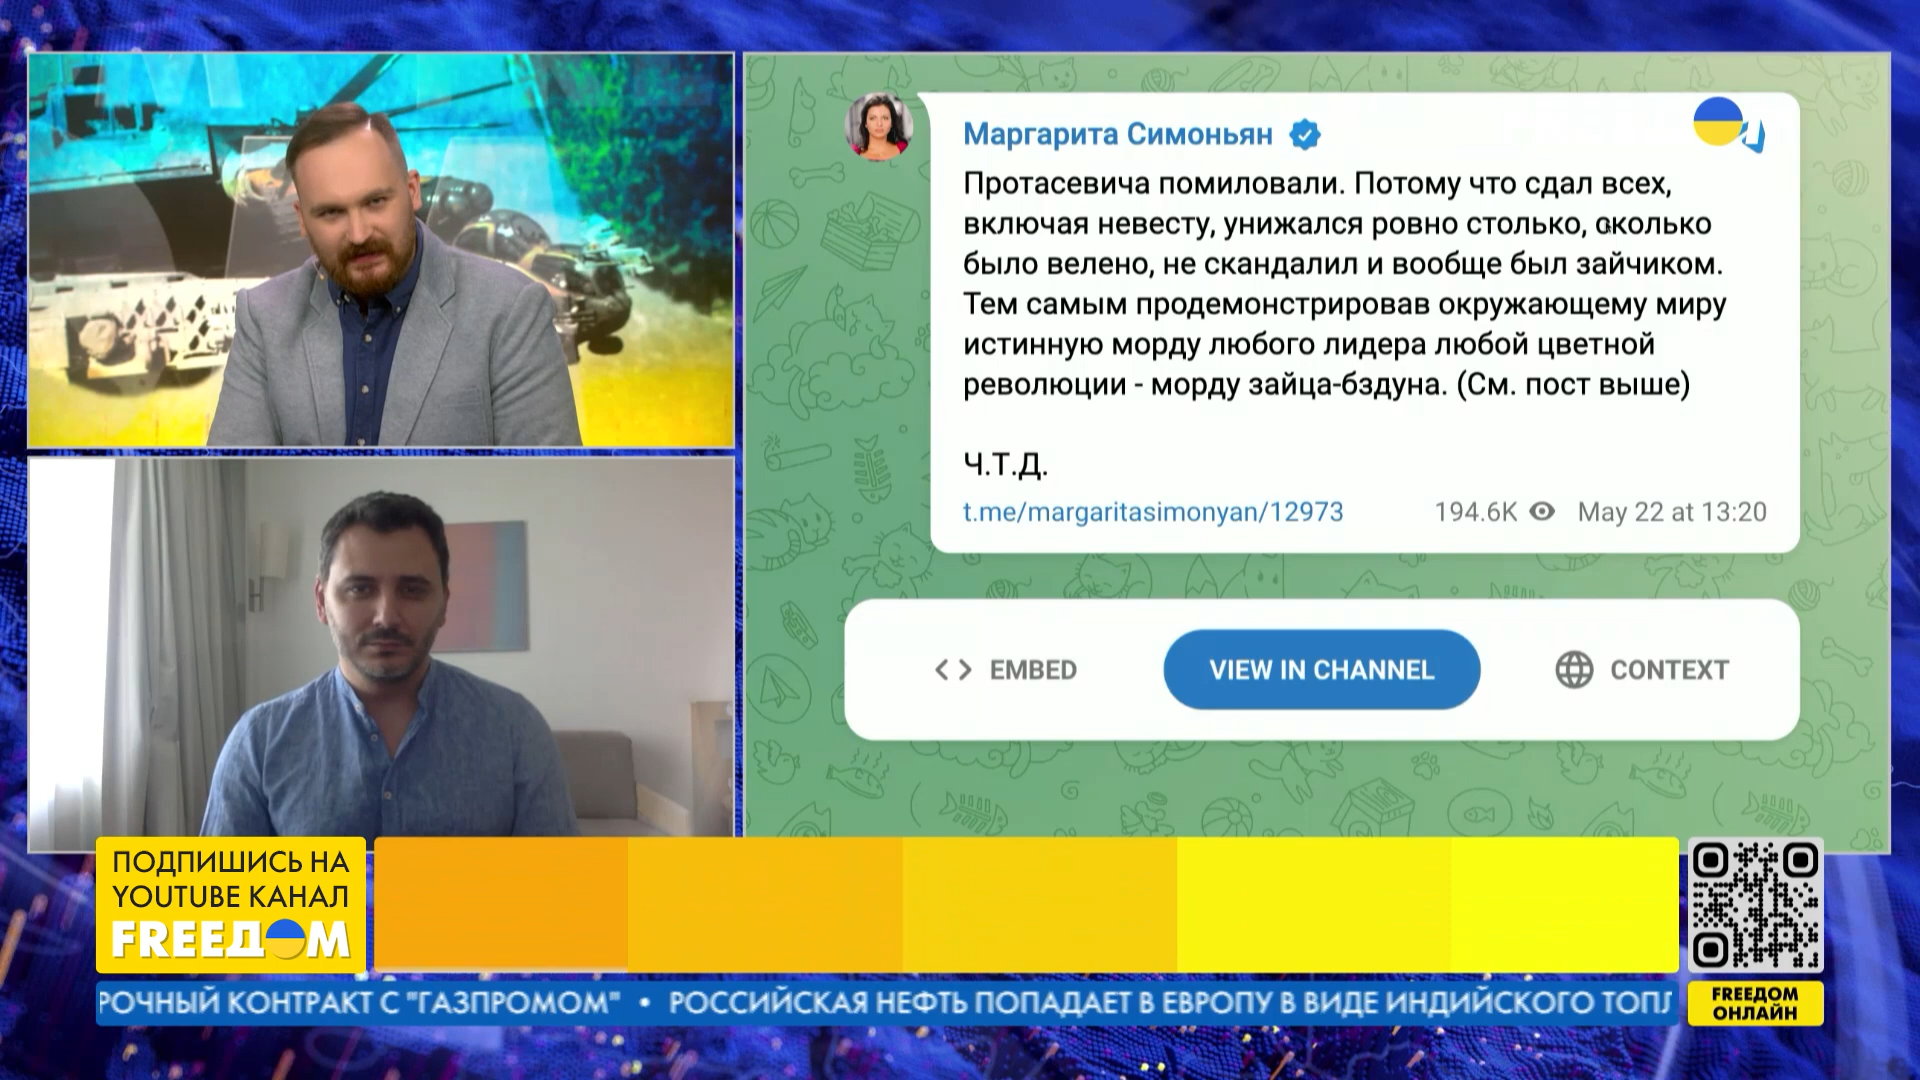 Маргарита Симоньян
Протасевича помиловали. Потому что сдал всех,
включая невесту, унижался ровно столько, сколько
было велено, не скандалил и вообще был зайчиком.
Тем самым продемонстрировав окружающему миру
истинную морду любого лидера любой цветной
революции - морду зайца-бздуна. (См. пост выше)
Ч.Т.Д.
t.me/margaritasimonyan/12973 194.6K May 22 at 13:20
EMBED
VIEW IN CHANNEL
CONTEXT
ПОДПИШИСЬ НА
YOUTUBE КАНАЛ
FREEДОМ
РОЧНЫЙ КОНТРАКТ С "ГАЗПРОМОМ" • РОССИЙСКАЯ НЕФТЬ ПОПАДАЕТ В ЕВРОПУ В ВИДЕ ИНДИЙСКОГО ТОПЛ
FREEДОМ
ОНЛАЙН